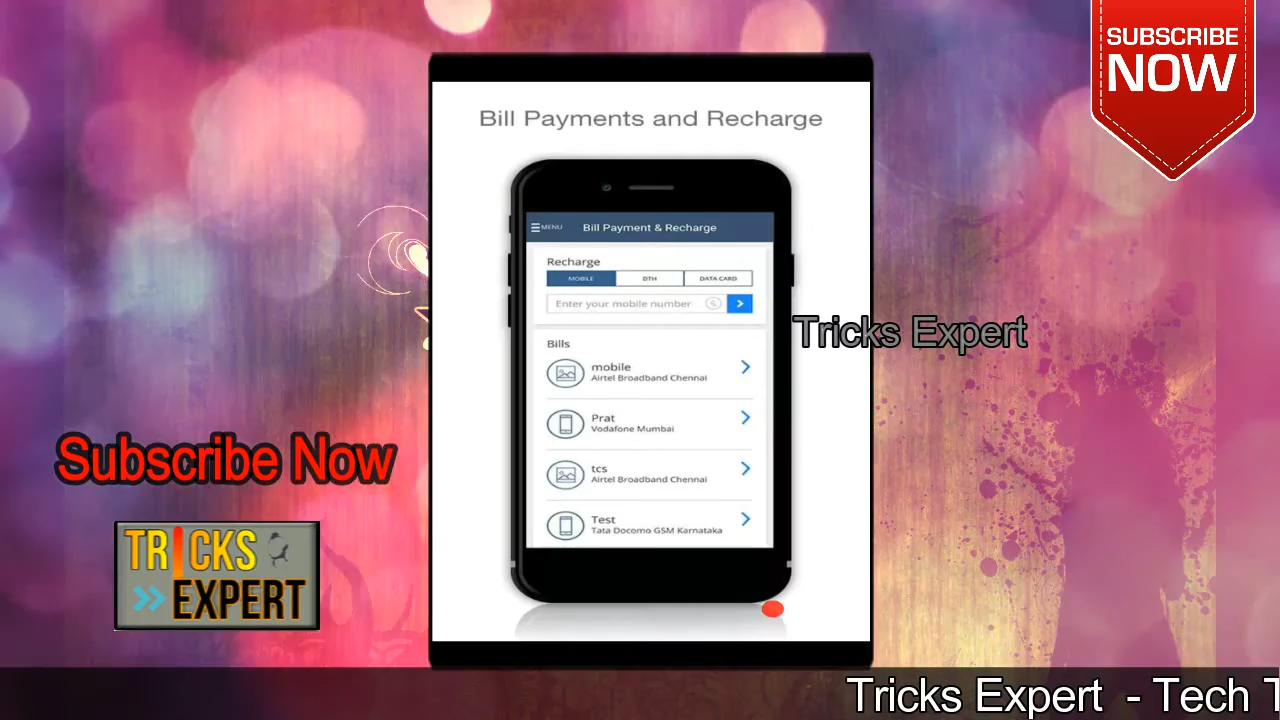 SUBSCRIBE
NOW
Bill Payments and Recharge
MENU Bill Payment & Recharge
Recharge
MOBILE DTH DATA CARD
Enter your mobile number
Bills
mobile
Airtel Broadband Chennai
Prat
Vodafone Mumbai
tcs
Airtel Broadband Chennai
Test
Tata Docomo GSM Karnataka
Tricks Expert
Subscribe Now
TRICKS
EXPERT
Tricks Expert - Tech T